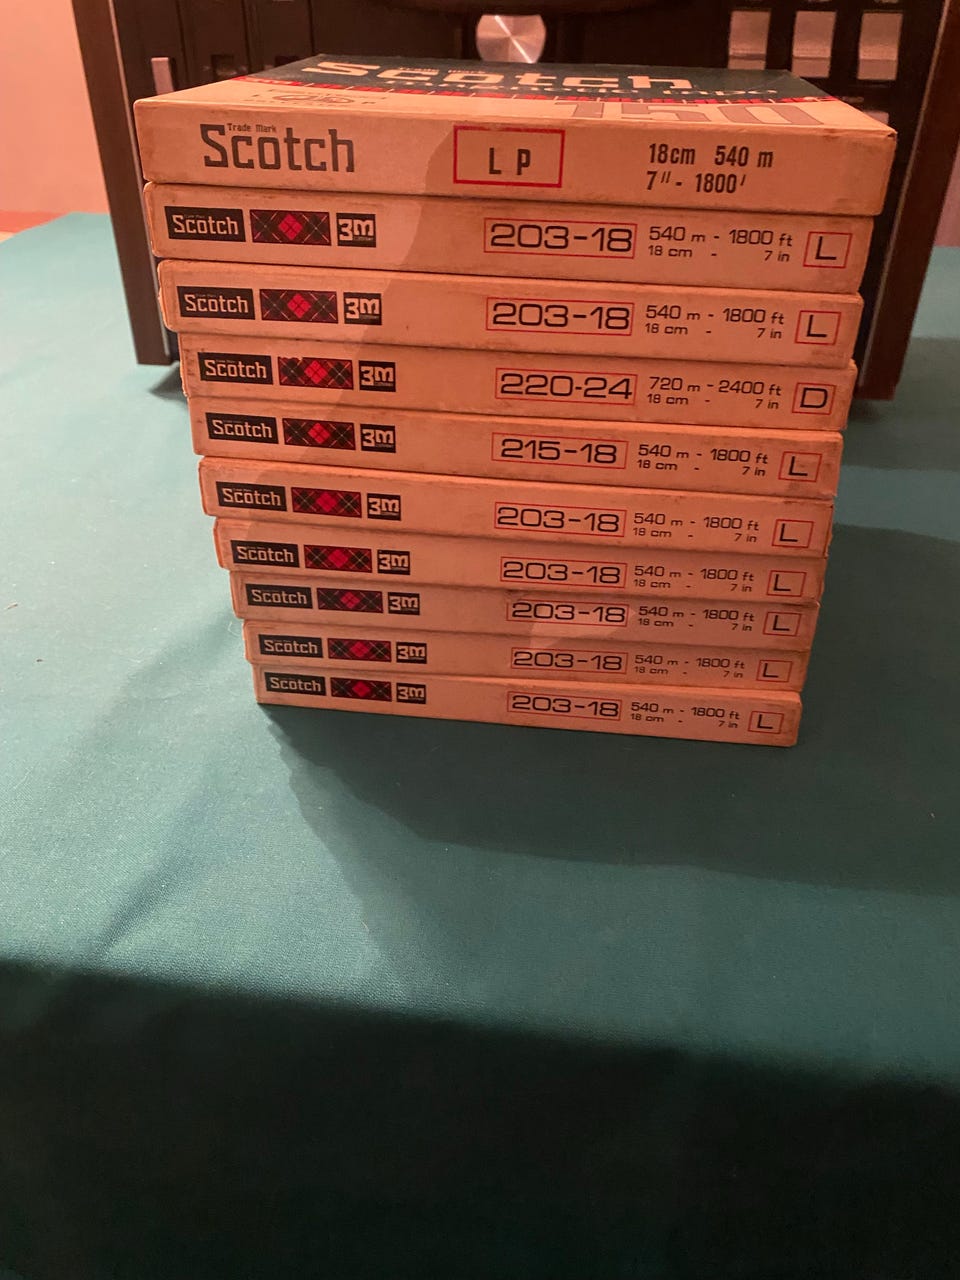 Scotch
magnetic tape
150
Trade Mark
Scotch
L P
18cm 540 m
7" - 1800'
Scotch 3m 203-18 540 m - 1800 ft L
18 cm - 7 in
Scotch 3m 203-18 540 m - 1800 ft L
18 cm - 7 in
Scotch 3m 220-24 720 m - 2400 ft D
18 cm - 7 in
Scotch 3m 215-18 540 m - 1800 ft L
18 cm - 7 in
Scotch 3m 203-18 540 m - 1800 ft L
18 cm - 7 in
Scotch 3m 203-18 540 m - 1800 ft L
18 cm - 7 in
Scotch 3m 203-18 540 m - 1800 ft L
18 cm - 7 in
Scotch 3m 203-18 540 m - 1800 ft L
18 cm - 7 in
Scotch 3m 203-18 540 m - 1800 ft L
18 cm - 7 in